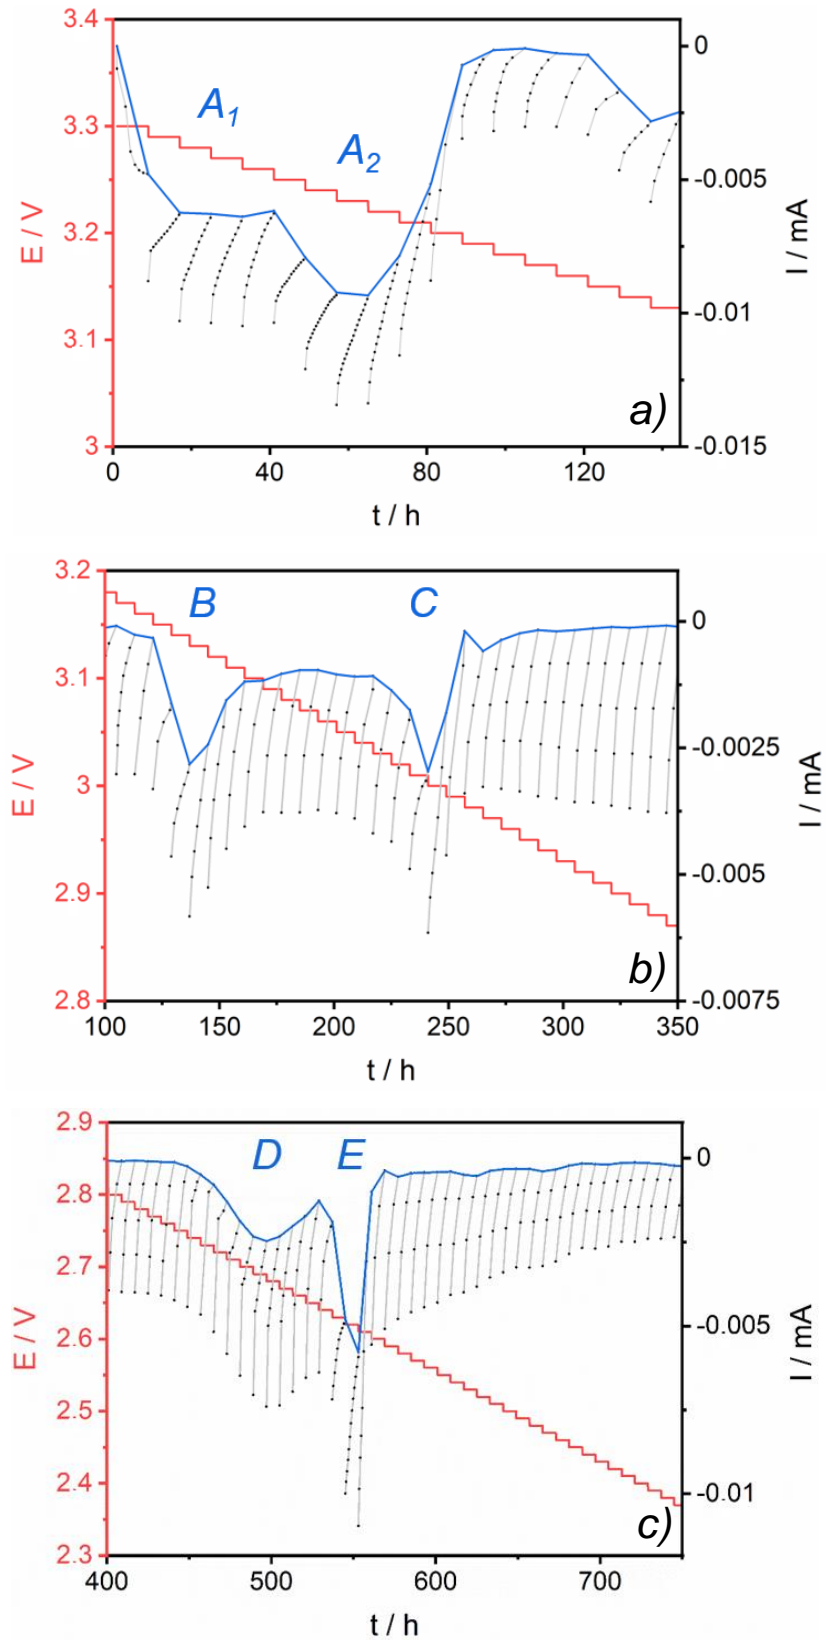 3.4
3.3
3.2
3.1
3
E / V
A1
A2
0
-0.005
-0.01
-0.015
I / mA
a)
0 40 80 120
t / h
3.2
3.1
3
2.9
2.8
E / V
B C
0
-0.0025
-0.005
-0.0075
I / mA
b)
100 150 200 250 300 350
t / h
2.9
2.8
2.7
2.6
2.5
2.4
2.3
E / V
D E
0
-0.005
-0.01
I / mA
c)
400 500 600 700
t / h